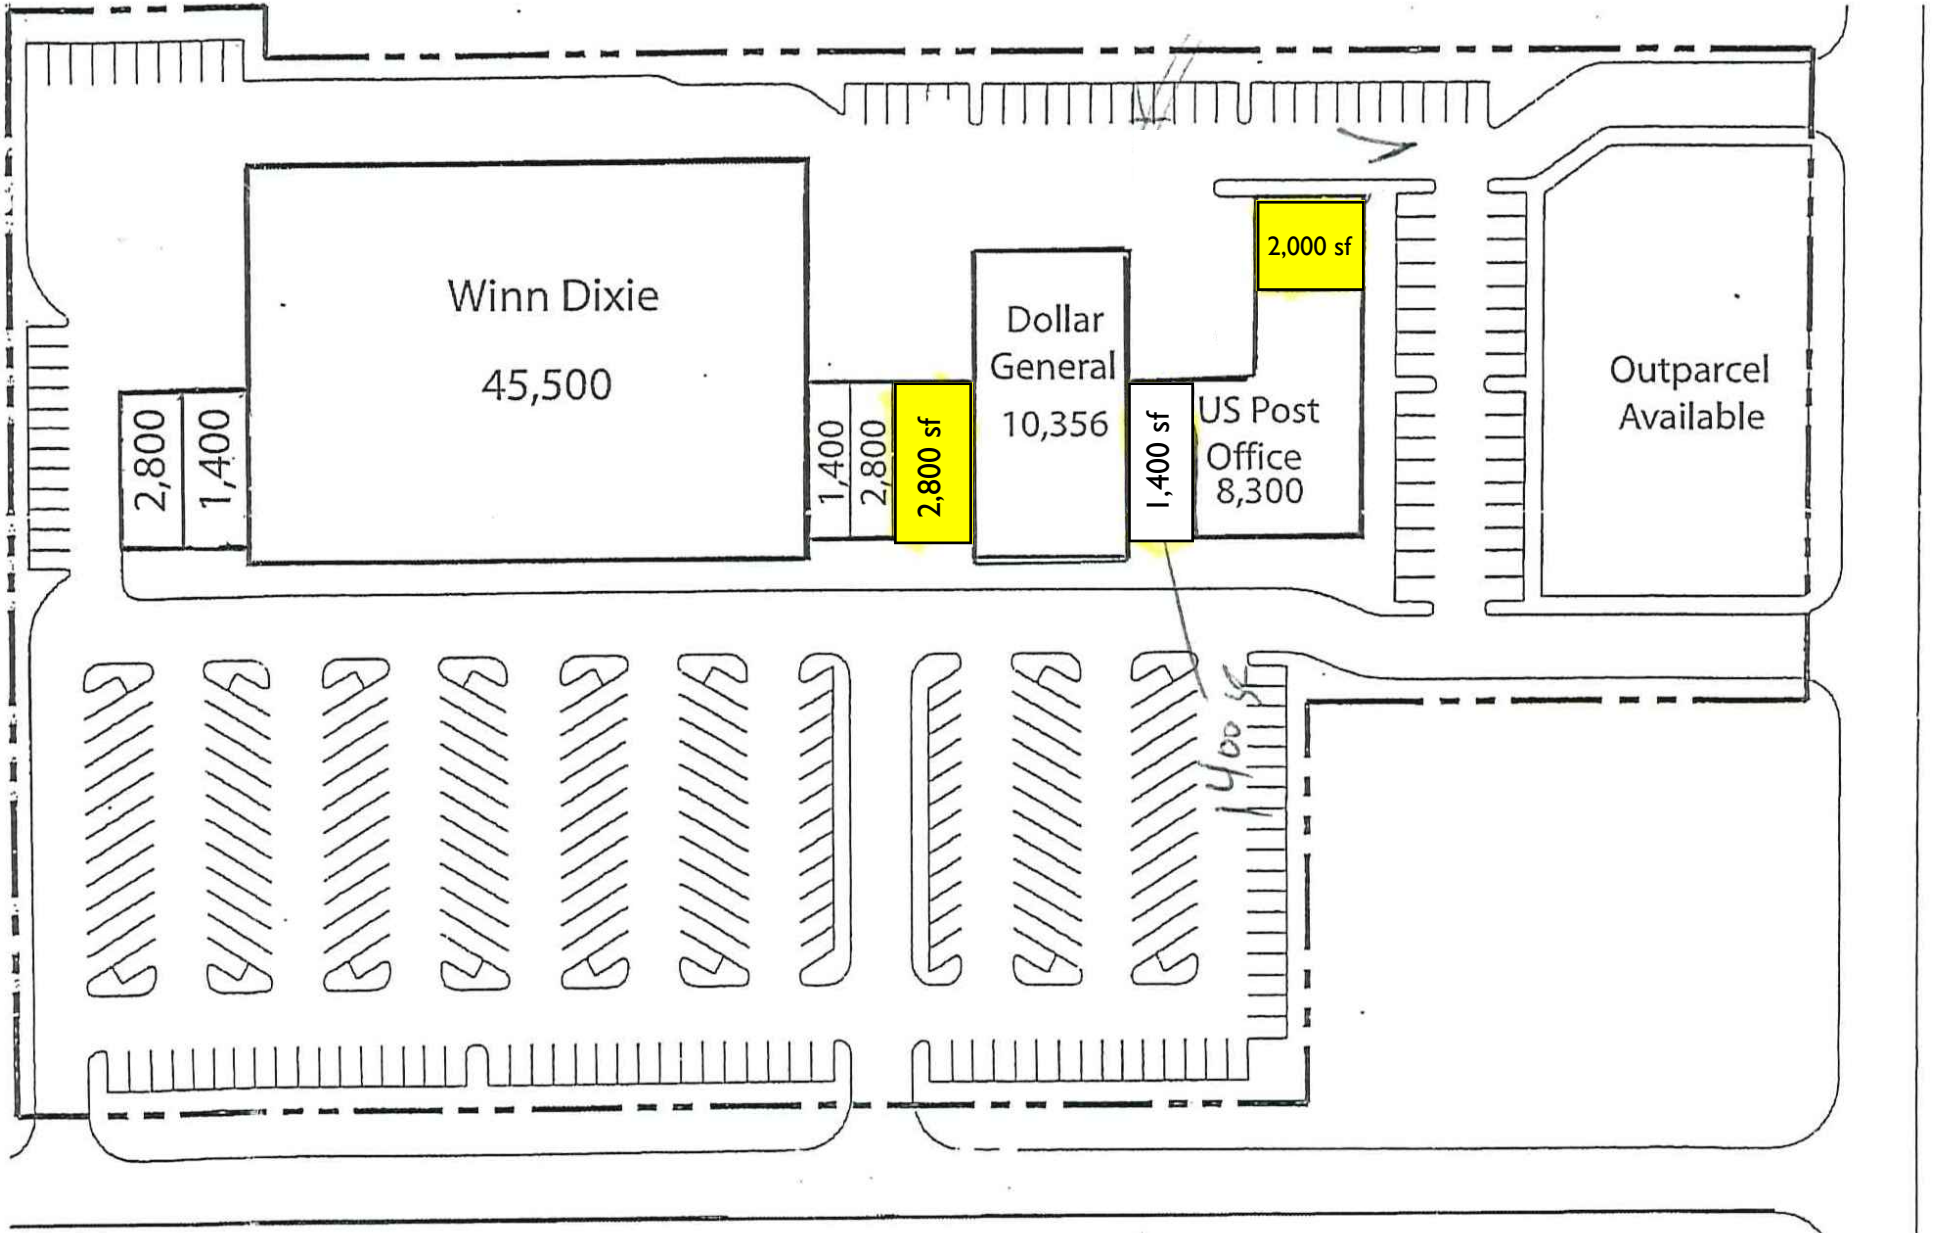 2,000 sf
Winn Dixie
45,500
Dollar
General
10,356
Outparcel
Available
2,800
1,400
1,400
2,800
2,800 sf
1,400 sf
US Post
Office
8,300
1400 sf